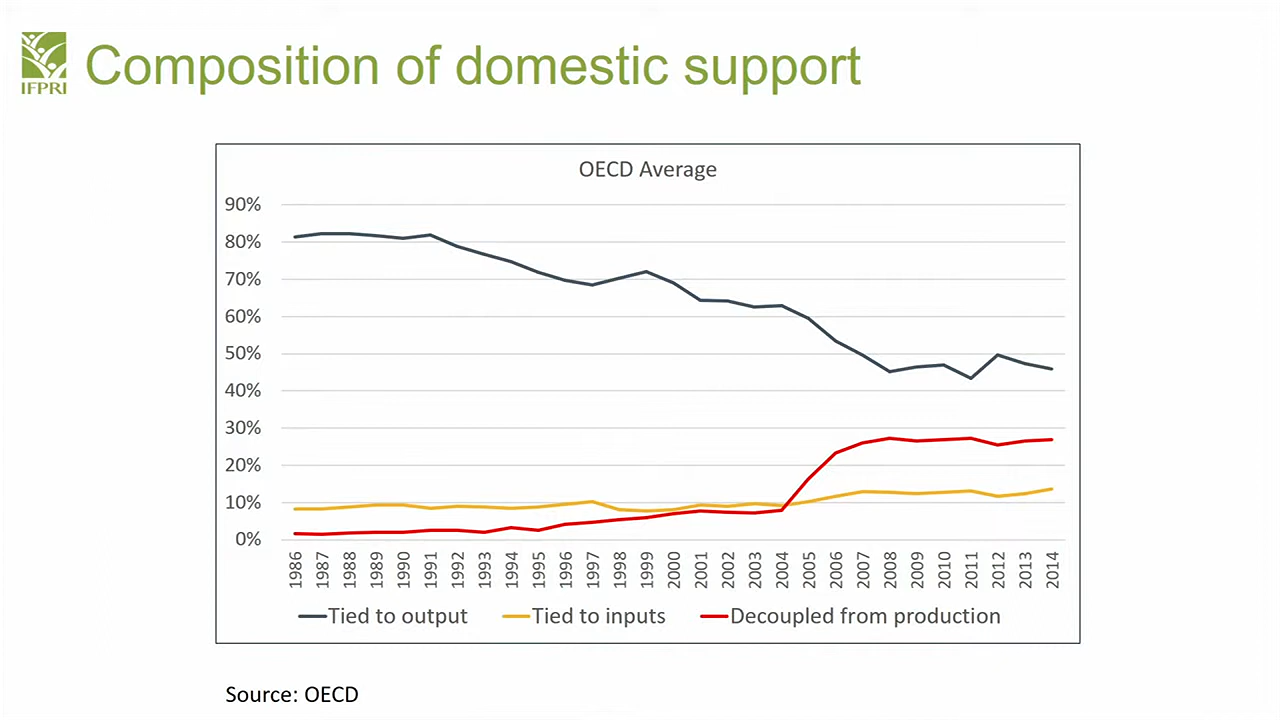 IFPRI
Composition of domestic support
OECD Average
90%
80%
70%
60%
50%
40%
30%
20%
10%
0%
1986 1987 1988 1989 1990 1991 1992 1993 1994 1995 1996 1997 1998 1999 2000 2001 2002 2003 2004 2005 2006 2007 2008 2009 2010 2011 2012 2013 2014
Tied to output Tied to inputs Decoupled from production
Source: OECD